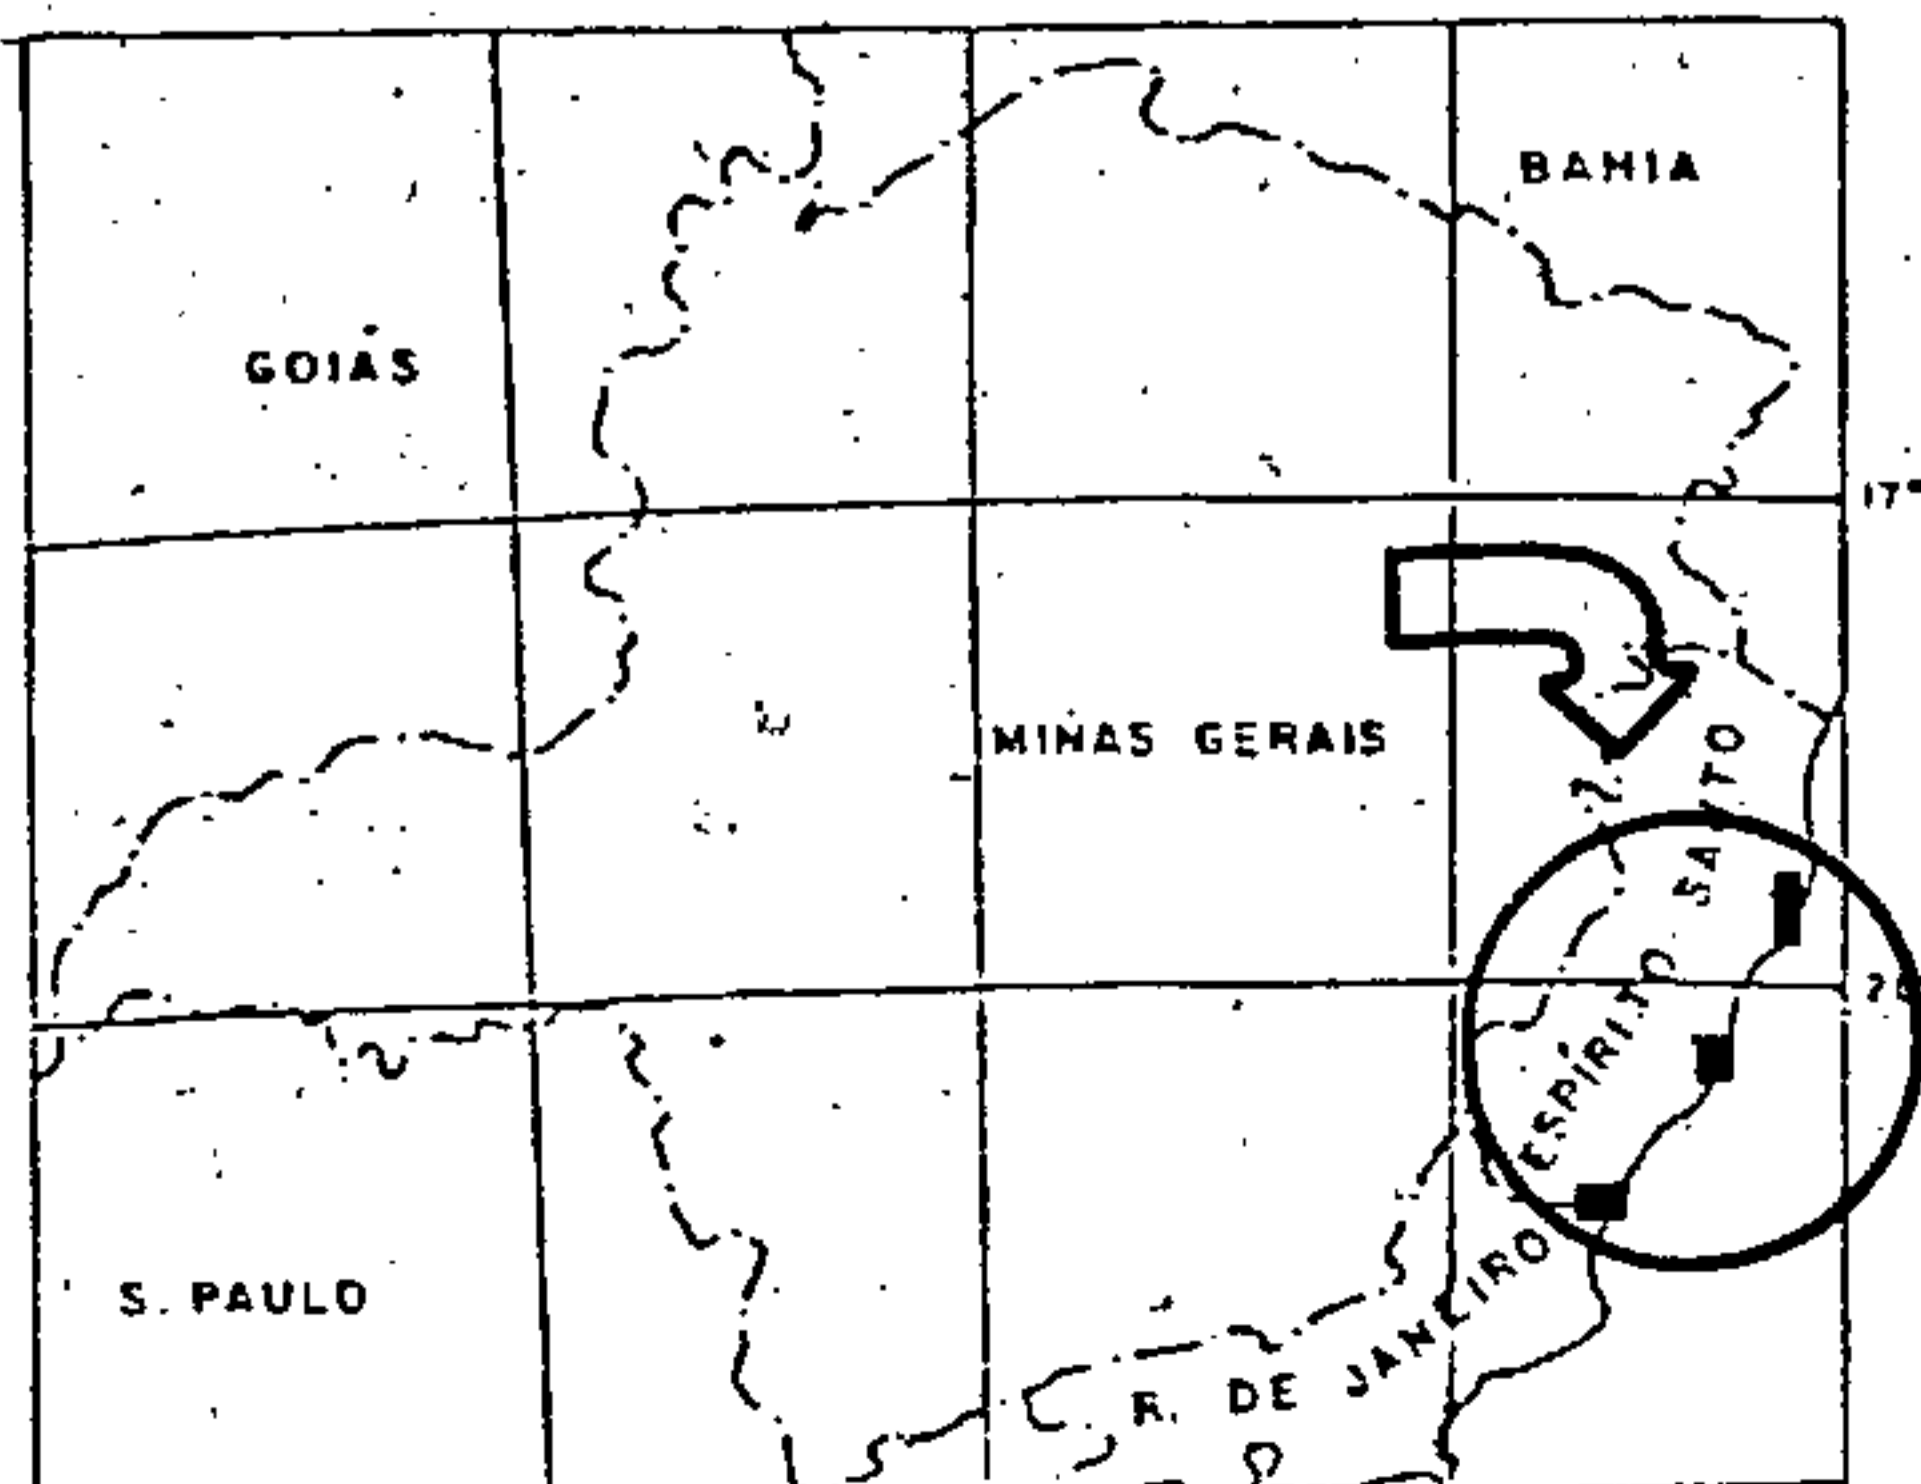 BAHIA
GOIÁS
17°
MINAS GERAIS
ESPÍRITO SANTO
S. PAULO
R. DE JANEIRO